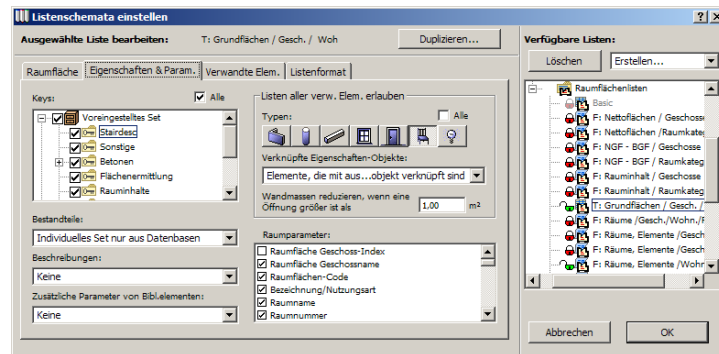 Listenschemata einstellen
Ausgewählte Liste bearbeiten: T: Grundflächen / Gesch. / Woh
Duplizieren...
Raumfläche Eigenschaften & Param. Verwandte Elem. Listenformat
Keys: Alle
Voreingestelltes Set
Stairdesc
Sonstige
Betonen
Flächenermittlung
Rauminhalte
Bestandteile:
Individuelles Set nur aus Datenbasen
Beschreibungen:
Keine
Zusätzliche Parameter von Bibl.elementen:
Keine
Listen aller verw. Elem. erlauben
Typen: Alle
Verknüpfte Eigenschaften-Objekte:
Elemente, die mit aus...objekt verknüpft sind
Wandmassen reduzieren, wenn eine
Öffnung größer ist als 1,00 m²
Raumparameter:
Raumfläche Geschoss-Index
Raumfläche Geschossname
Raumflächen-Code
Bezeichnung/Nutzungsart
Raumname
Raumnummer
Verfügbare Listen:
Löschen Erstellen...
Raumflächenlisten
Basic
F: Nettoflächen / Geschosse
F: Nettoflächen /Raumkateg
F: NGF - BGF / Geschosse
F: NGF - BGF / Raumkateg
F: Rauminhalt / Geschosse
F: Rauminhalt / Raumkateg
T: Grundflächen / Gesch. /
F: Räume /Gesch./Wohn./F
F: Räume, Elemente /Gesch
F: Räume, Elemente /Gesch
F: Räume, Elemente /Wohr
Abbrechen OK